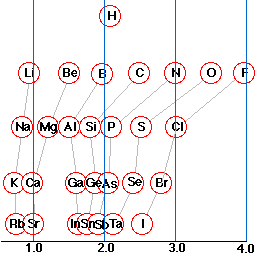 H
Li Be B C N O F
Na Mg Al Si P S Cl
K Ca Ga Ge As Se Br
Rb Sr In Sn Sb Ta I
1.0 2.0 3.0 4.0